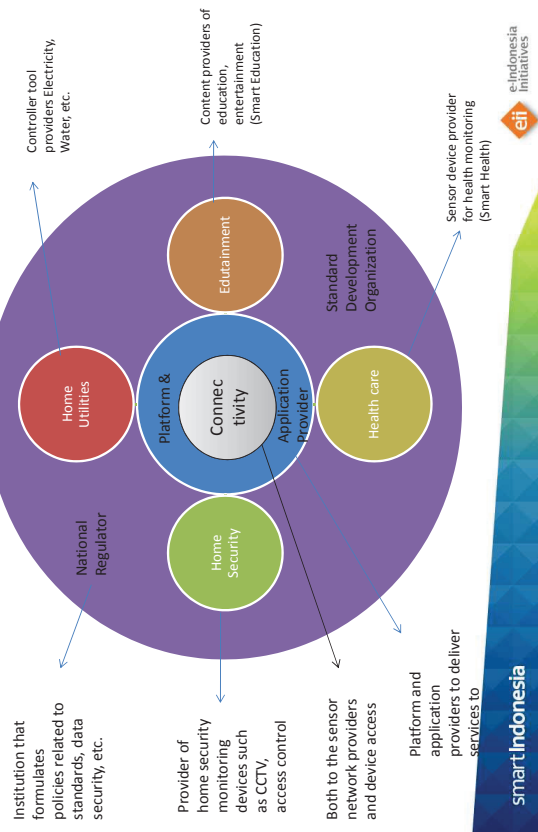 Institution that
formulates
policies related to
standards, data
security, etc.
Provider of
home security
monitoring
devices such
as CCTV,
access control
Both to the sensor
network providers
and device access
Platform and
application
providers to deliver
services to
National
Regulator
Home
Utilities
Home
Security
Platform &
Connec
tivity
Application
Provider
Edutainment
Health care
Standard
Development
Organization
Controller tool
providers Electricity,
Water, etc.
Content providers of
education,
entertainment
(Smart Education)
Sensor device provider
for health monitoring
(Smart Health)
smart Indonesia
eii
e-Indonesia
Initiatives